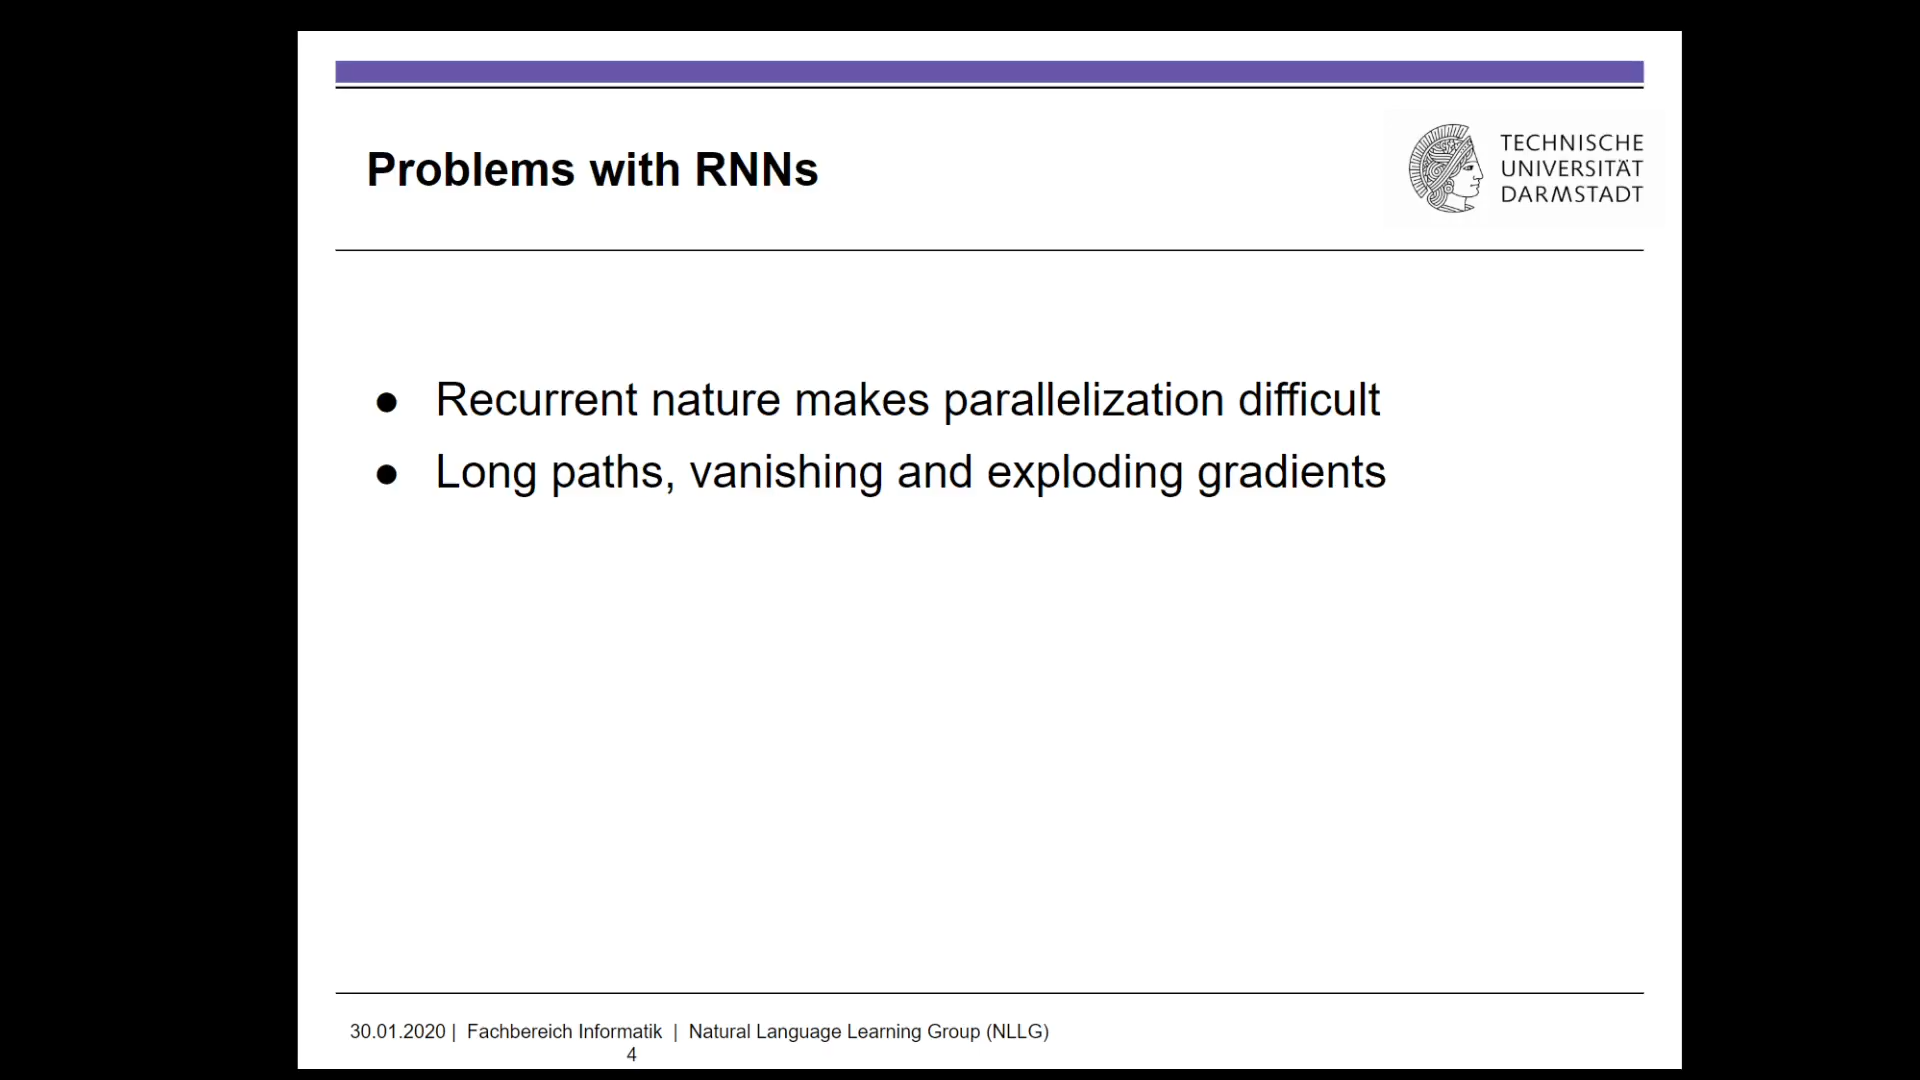 Problems with RNNs
TECHNISCHE
UNIVERSITÄT
DARMSTADT
● Recurrent nature makes parallelization difficult
● Long paths, vanishing and exploding gradients
30.01.2020 | Fachbereich Informatik | Natural Language Learning Group (NLLG)
4